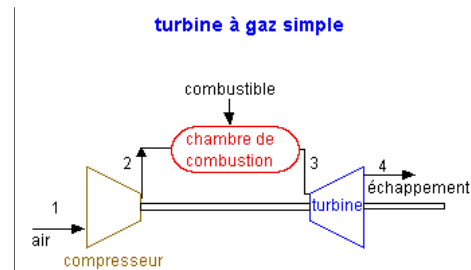 turbine à gaz simple
combustible
chambre de
combustion
2
3
4
échappement
turbine
1
air
compresseur